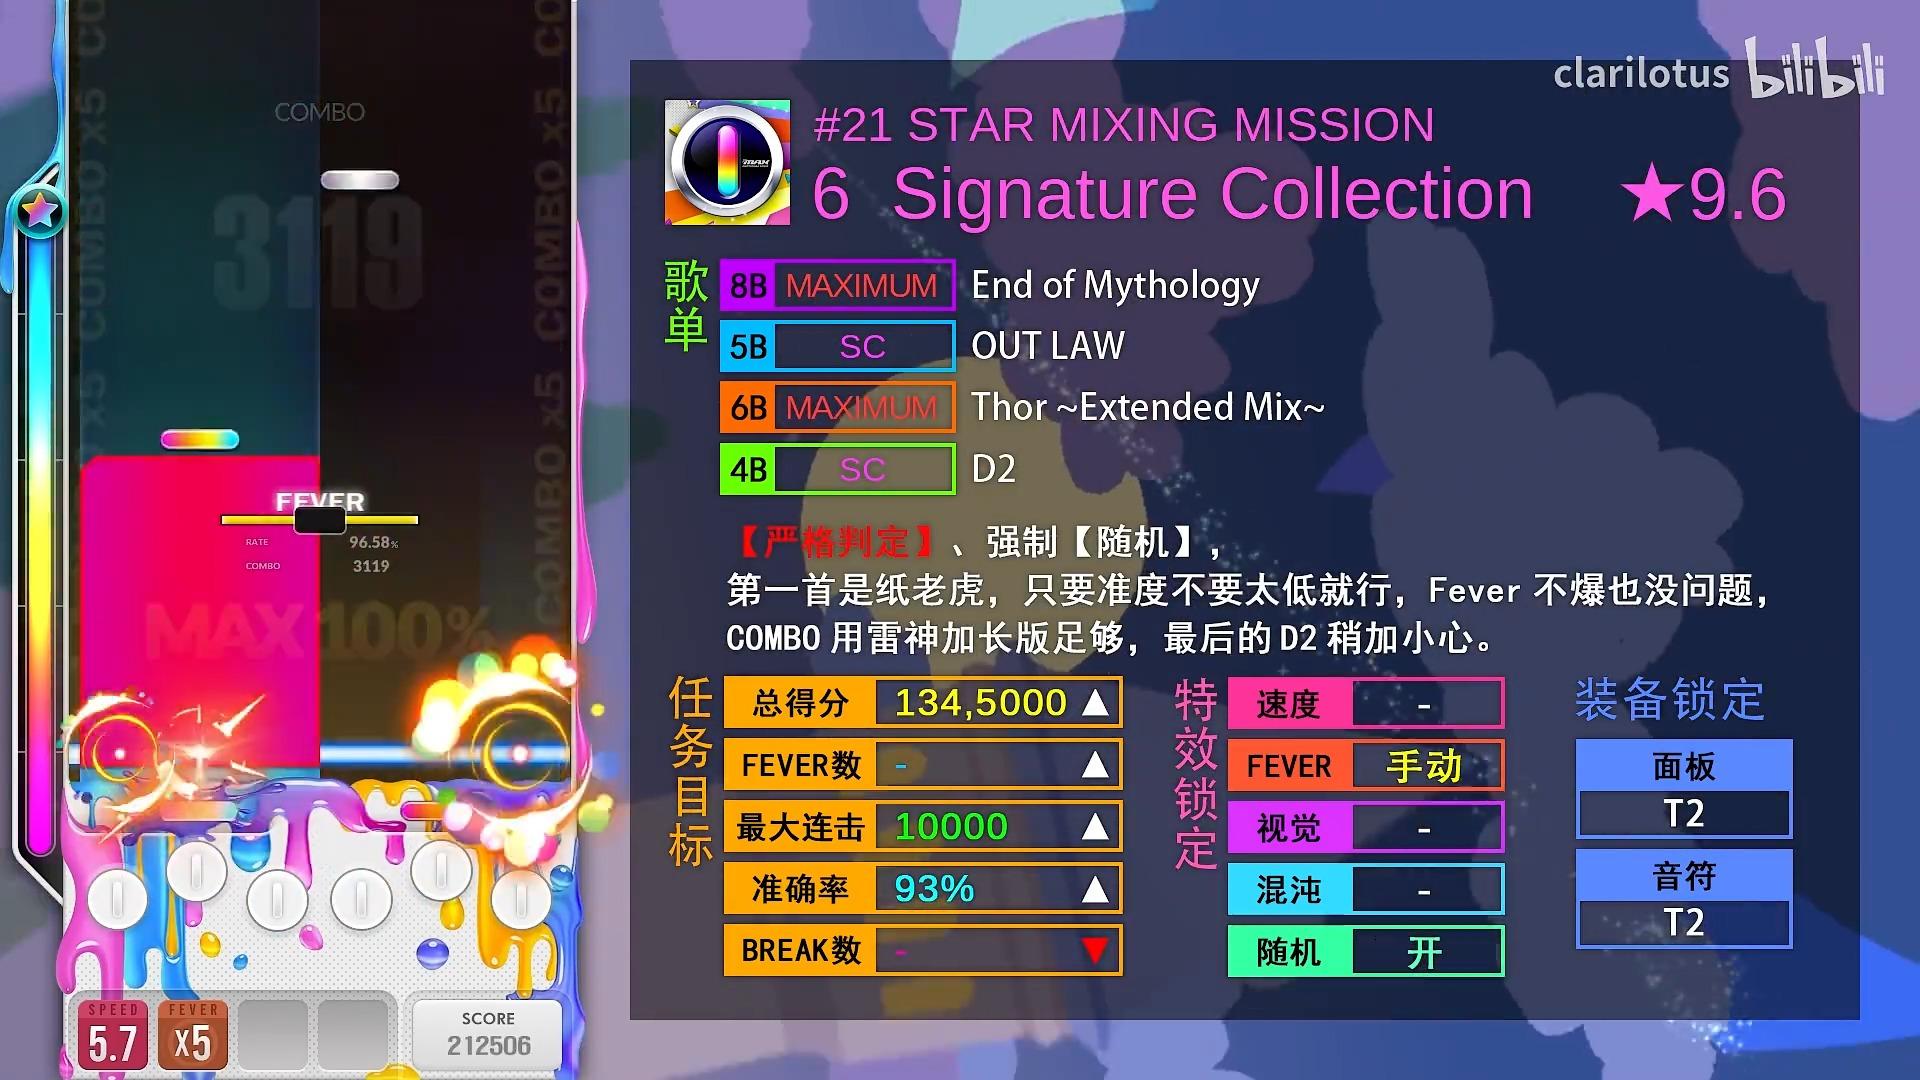 COMBO
3119
FEVER
RATE 96.58%
COMBO 3119
MAX 100%
COMBO x5
SPEED
5.7
FEVER
x5
SCORE
212506
clarilotus bilibili
#21 STAR MIXING MISSION
6 Signature Collection ★9.6
歌单
8B MAXIMUM End of Mythology
5B SC OUT LAW
6B MAXIMUM Thor ~Extended Mix~
4B SC D2
【严格判定】、强制【随机】，
第一首是纸老虎，只要准度不要太低就行，Fever 不爆也没问题，
COMBO 用雷神加长版足够，最后的 D2 稍加小心。
任务目标
总得分 134,5000 ▲
FEVER数 - ▲
最大连击 10000 ▲
准确率 93% ▲
BREAK数 - ▼
特效锁定
速度 -
FEVER 手动
视觉 -
混沌 -
随机 开
装备锁定
面板
T2
音符
T2